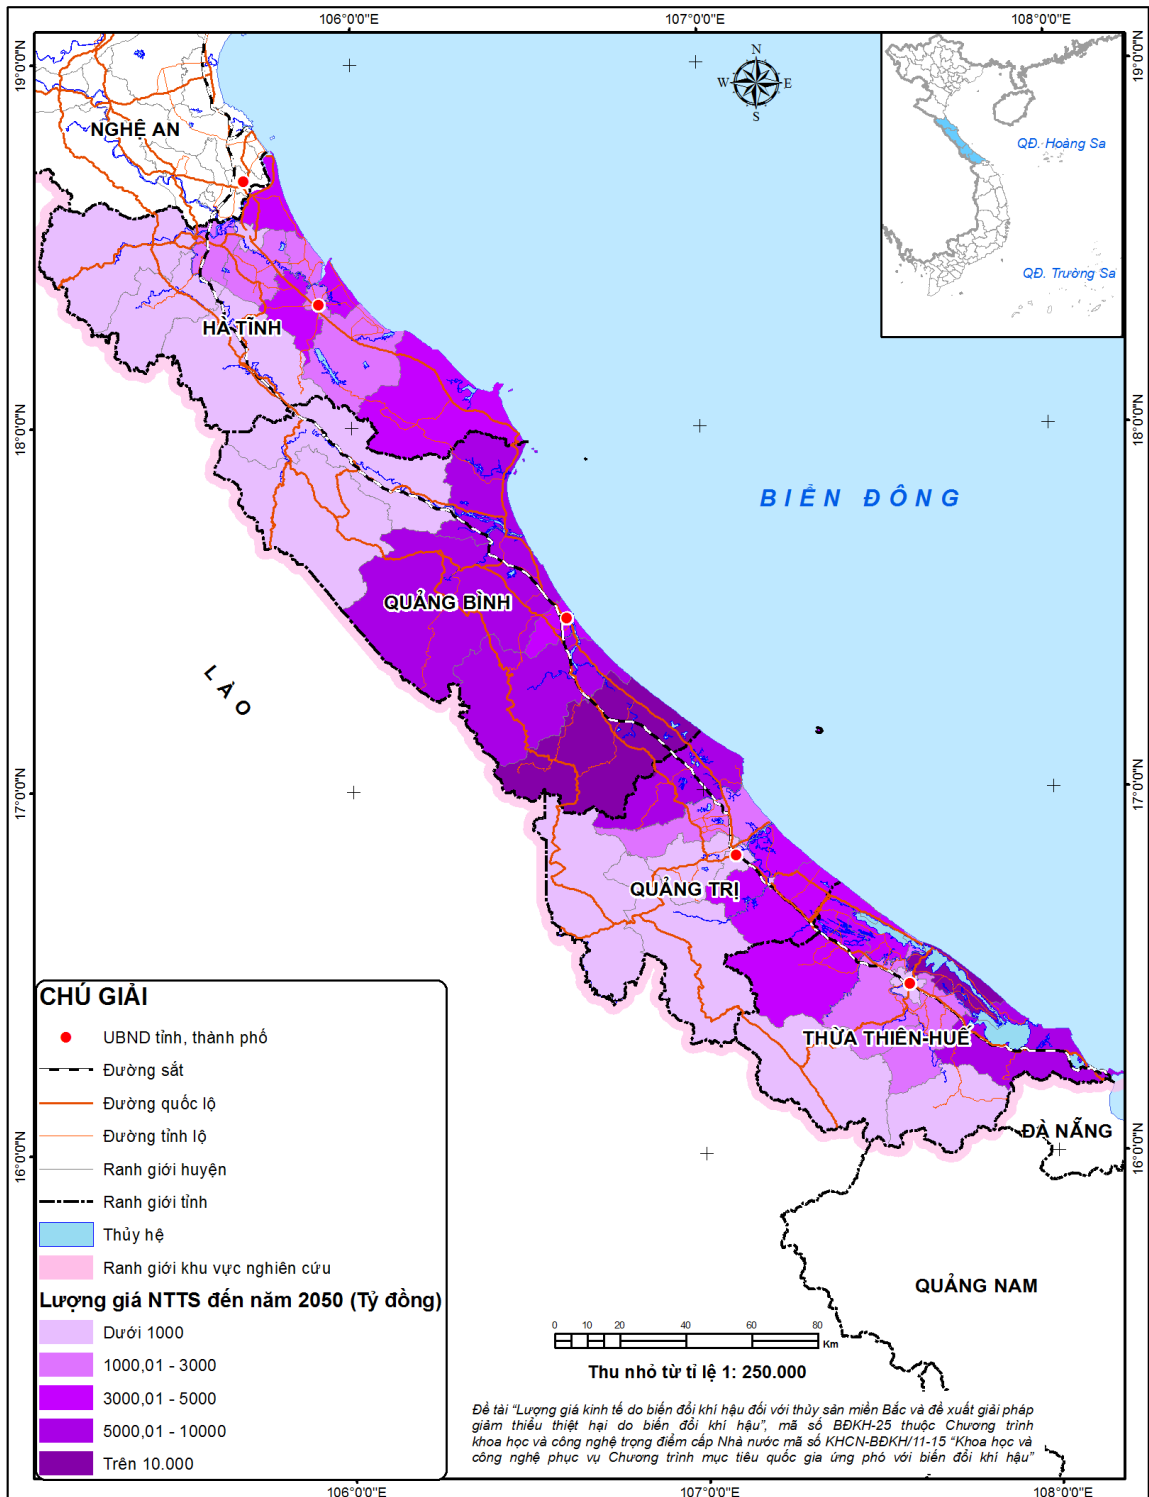 106°0'0"E
107°0'0"E
108°0'0"E
19°0'0"N
19°0'0"N
N
W
E
S
NGHỆ AN
QĐ. Hoàng Sa
QĐ. Trường Sa
HÀ TĨNH
18°0'0"N
18°0'0"N
BIỂN ĐÔNG
QUẢNG BÌNH
LÀO
17°0'0"N
17°0'0"N
QUẢNG TRỊ
THỪA THIÊN-HUẾ
ĐÀ NẴNG
16°0'0"N
16°0'0"N
QUẢNG NAM
CHÚ GIẢI
UBND tỉnh, thành phố
Đường sắt
Đường quốc lộ
Đường tỉnh lộ
Ranh giới huyện
Ranh giới tỉnh
Thủy hệ
Ranh giới khu vực nghiên cứu
Lượng giá NTTS đến năm 2050 (Tỷ đồng)
Dưới 1000
1000,01 - 3000
3000,01 - 5000
5000,01 - 10000
Trên 10.000
0 10 20 40 60 80
Km
Thu nhỏ từ tỉ lệ 1: 250.000
Đề tài "Lượng giá kinh tế do biến đổi khí hậu đối với thủy sản miền Bắc và đề xuất giải pháp
giảm thiểu thiệt hại do biến đổi khí hậu", mã số BĐKH-25 thuộc Chương trình
khoa học và công nghệ trọng điểm cấp Nhà nước mã số KHCN-BĐKH/11-15 "Khoa học và
công nghệ phục vụ Chương trình mục tiêu quốc gia ứng phó với biến đổi khí hậu"
106°0'0"E
107°0'0"E
108°0'0"E